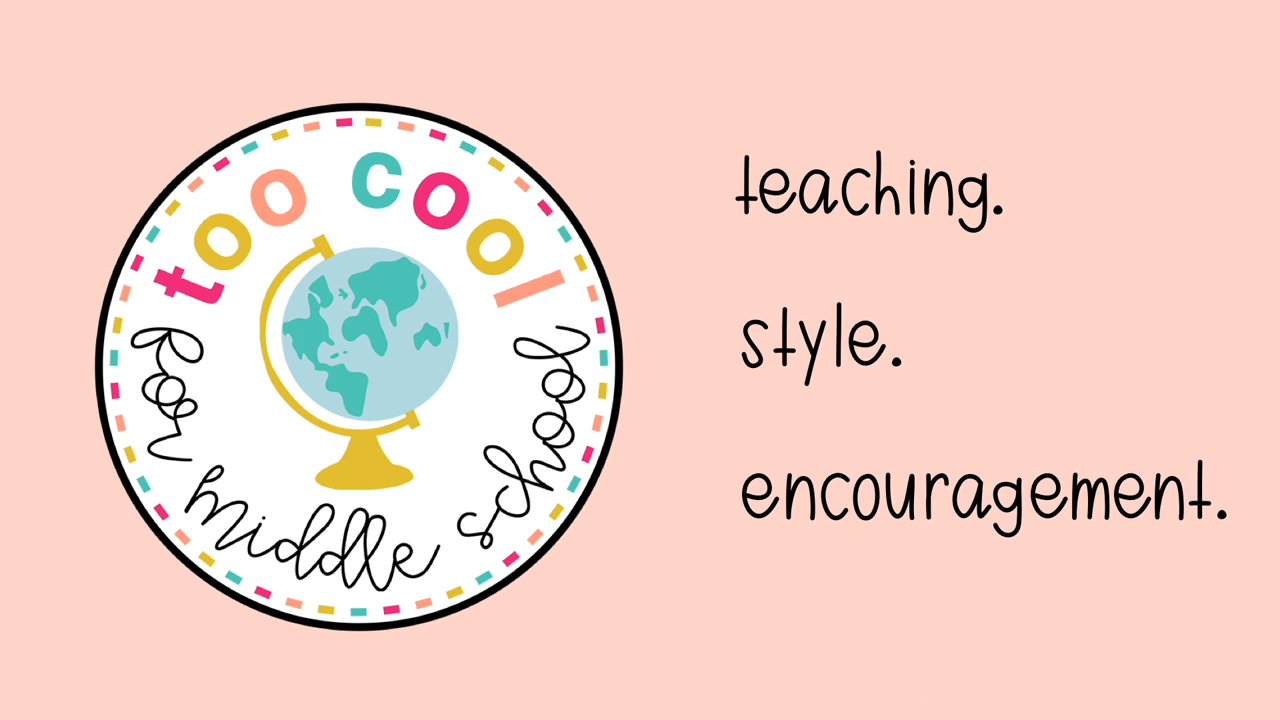 too cool
for middle school
teaching.
style.
encouragement.